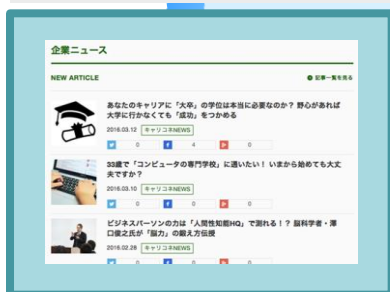 企業ニュース
NEW ARTICLE
記事一覧を見る
あなたのキャリアに「大卒」の学位は本当に必要なのか？ 野心があれば
大学に行かなくても「成功」をつかめる
2016.03.12 キャリコネNEWS
0 4 0
33歳で「コンピュータの専門学校」に通いたい！ いまから始めても大丈
夫ですか？
2016.03.10 キャリコネNEWS
0 0 0
ビジネスパーソンの力は「人間性知能HQ」で測れる！？ 脳科学者・澤
口俊之氏が「脳力」の鍛え方伝授
2016.02.28 キャリコネNEWS
0 0 0